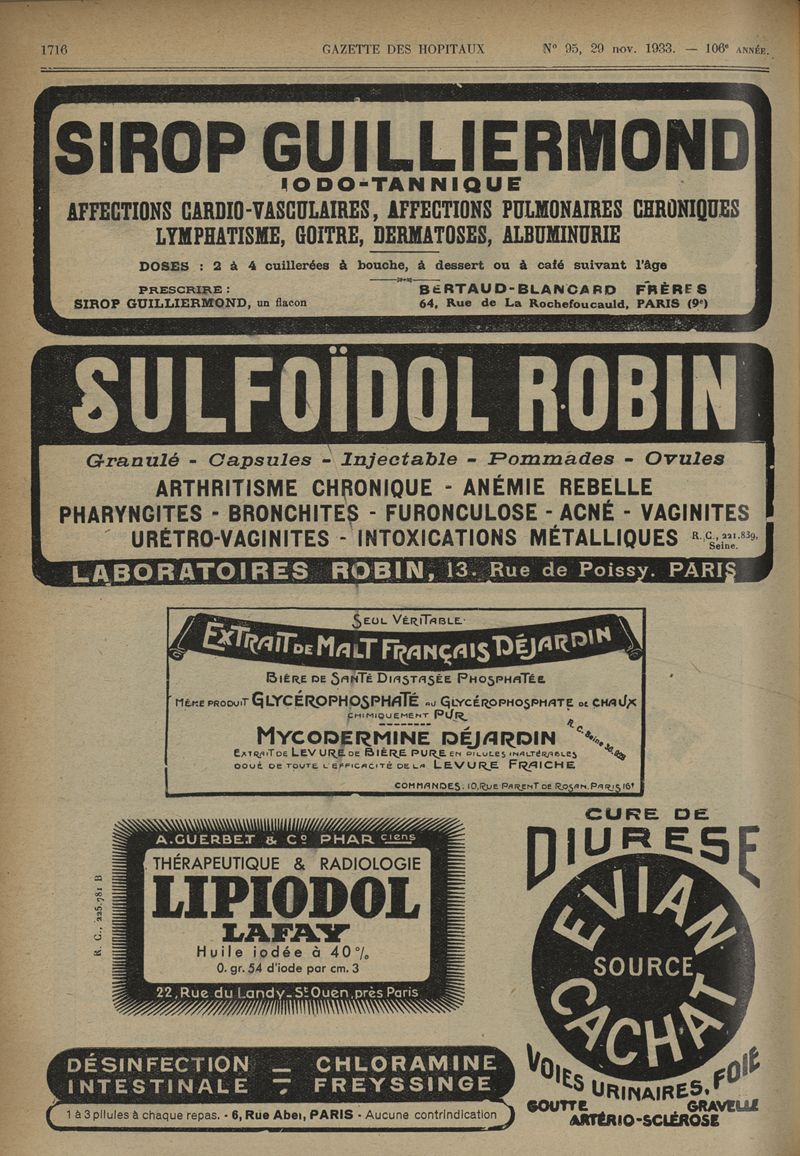 1716
GAZETTE DES HOPITAUX
N° 95, 29 nov. 1933. — 106e ANNÉE.
SIROP GUILLIERMOND
IODO-TANNIQUE
AFFECTIONS CARDIO-VASCULAIRES, AFFECTIONS PULMONAIRES CHRONIQUES
LYMPHATISME, GOITRE, DERMATOSES, ALBUMINURIE
DOSES : 2 à 4 cuillerées à bouche, à dessert ou à café suivant l'âge
PRESCRIRE :
SIROP GUILLIERMOND, un flacon
BERTAUD-BLANCARD FRÈRES
64, Rue de La Rochefoucauld, PARIS (9e)
SULFOÏDOL ROBIN
Granulé - Capsules - Injectable - Pommades - Ovules
ARTHRITISME CHRONIQUE - ANÉMIE REBELLE
PHARYNGITES - BRONCHITES - FURONCULOSE - ACNÉ - VAGINITES
URÉTRO-VAGINITES - INTOXICATIONS MÉTALLIQUES R. C., 221.839, Seine.
LABORATOIRES ROBIN, 13. Rue de Poissy. PARIS
SEUL VÉRITABLE
EXTRAIT DE MALT FRANÇAIS DÉJARDIN
BIÈRE DE SANTÉ DIASTASÉE PHOSPHATÉE
MÊME PRODUIT GLYCÉROPHOSPHATÉ AU GLYCÉROPHOSPHATE DE CHAUX
CHIMIQUEMENT PUR
MYCODERMINE DÉJARDIN
R. C. Seine
EXTRAIT DE LEVURE DE BIÈRE PURE EN PILULES INALTÉRABLES
DOUÉ DE TOUTE L'EFFICACITÉ DE LA LEVURE FRAICHE
COMMANDES: 10, RUE PARENT DE ROSAN. PARIS 16e
A. GUERBET & Co PHARciens
THÉRAPEUTIQUE & RADIOLOGIE
LIPIODOL
LAFAY
Huile iodée à 40%
0. gr. 54 d'iode par cm. 3
22, Rue du Landy_St Ouen, près Paris
R. C., 225.781 B
CURE DE
DIURESE
EVIAN
SOURCE
CACHAT
VOIES URINAIRES, FOIE
GOUTTE GRAVELLE
ARTÉRIO-SCLÉROSE
DÉSINFECTION — CHLORAMINE
INTESTINALE — FREYSSINGE
1 à 3 pilules à chaque repas. - 6, Rue Abel, PARIS - Aucune contrindication